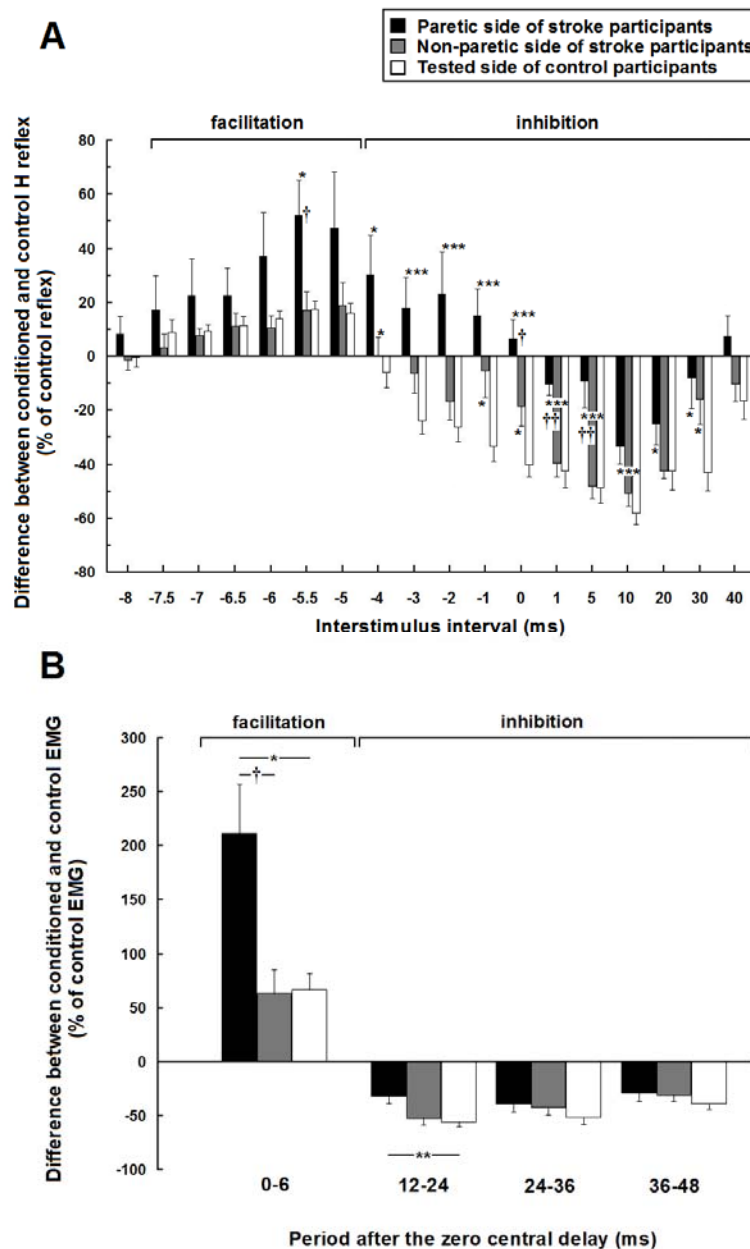 A
Paretic side of stroke participants
Non-paretic side of stroke participants
Tested side of control participants
facilitation inhibition
Difference between conditioned and control H reflex
(% of control reflex)
80
60
40
20
0
-20
-40
-60
-80
*
†
*
*
***
***
***
*
***
†
*
***
††
***
††
***
*
*
*
-8 -7.5 -7 -6.5 -6 -5.5 -5 -4 -3 -2 -1 0 1 5 10 20 30 40
Interstimulus interval (ms)
B
facilitation inhibition
Difference between conditioned and control EMG
(% of control EMG)
300
250
200
150
100
50
0
-50
-100
*
†
**
0-6 12-24 24-36 36-48
Period after the zero central delay (ms)